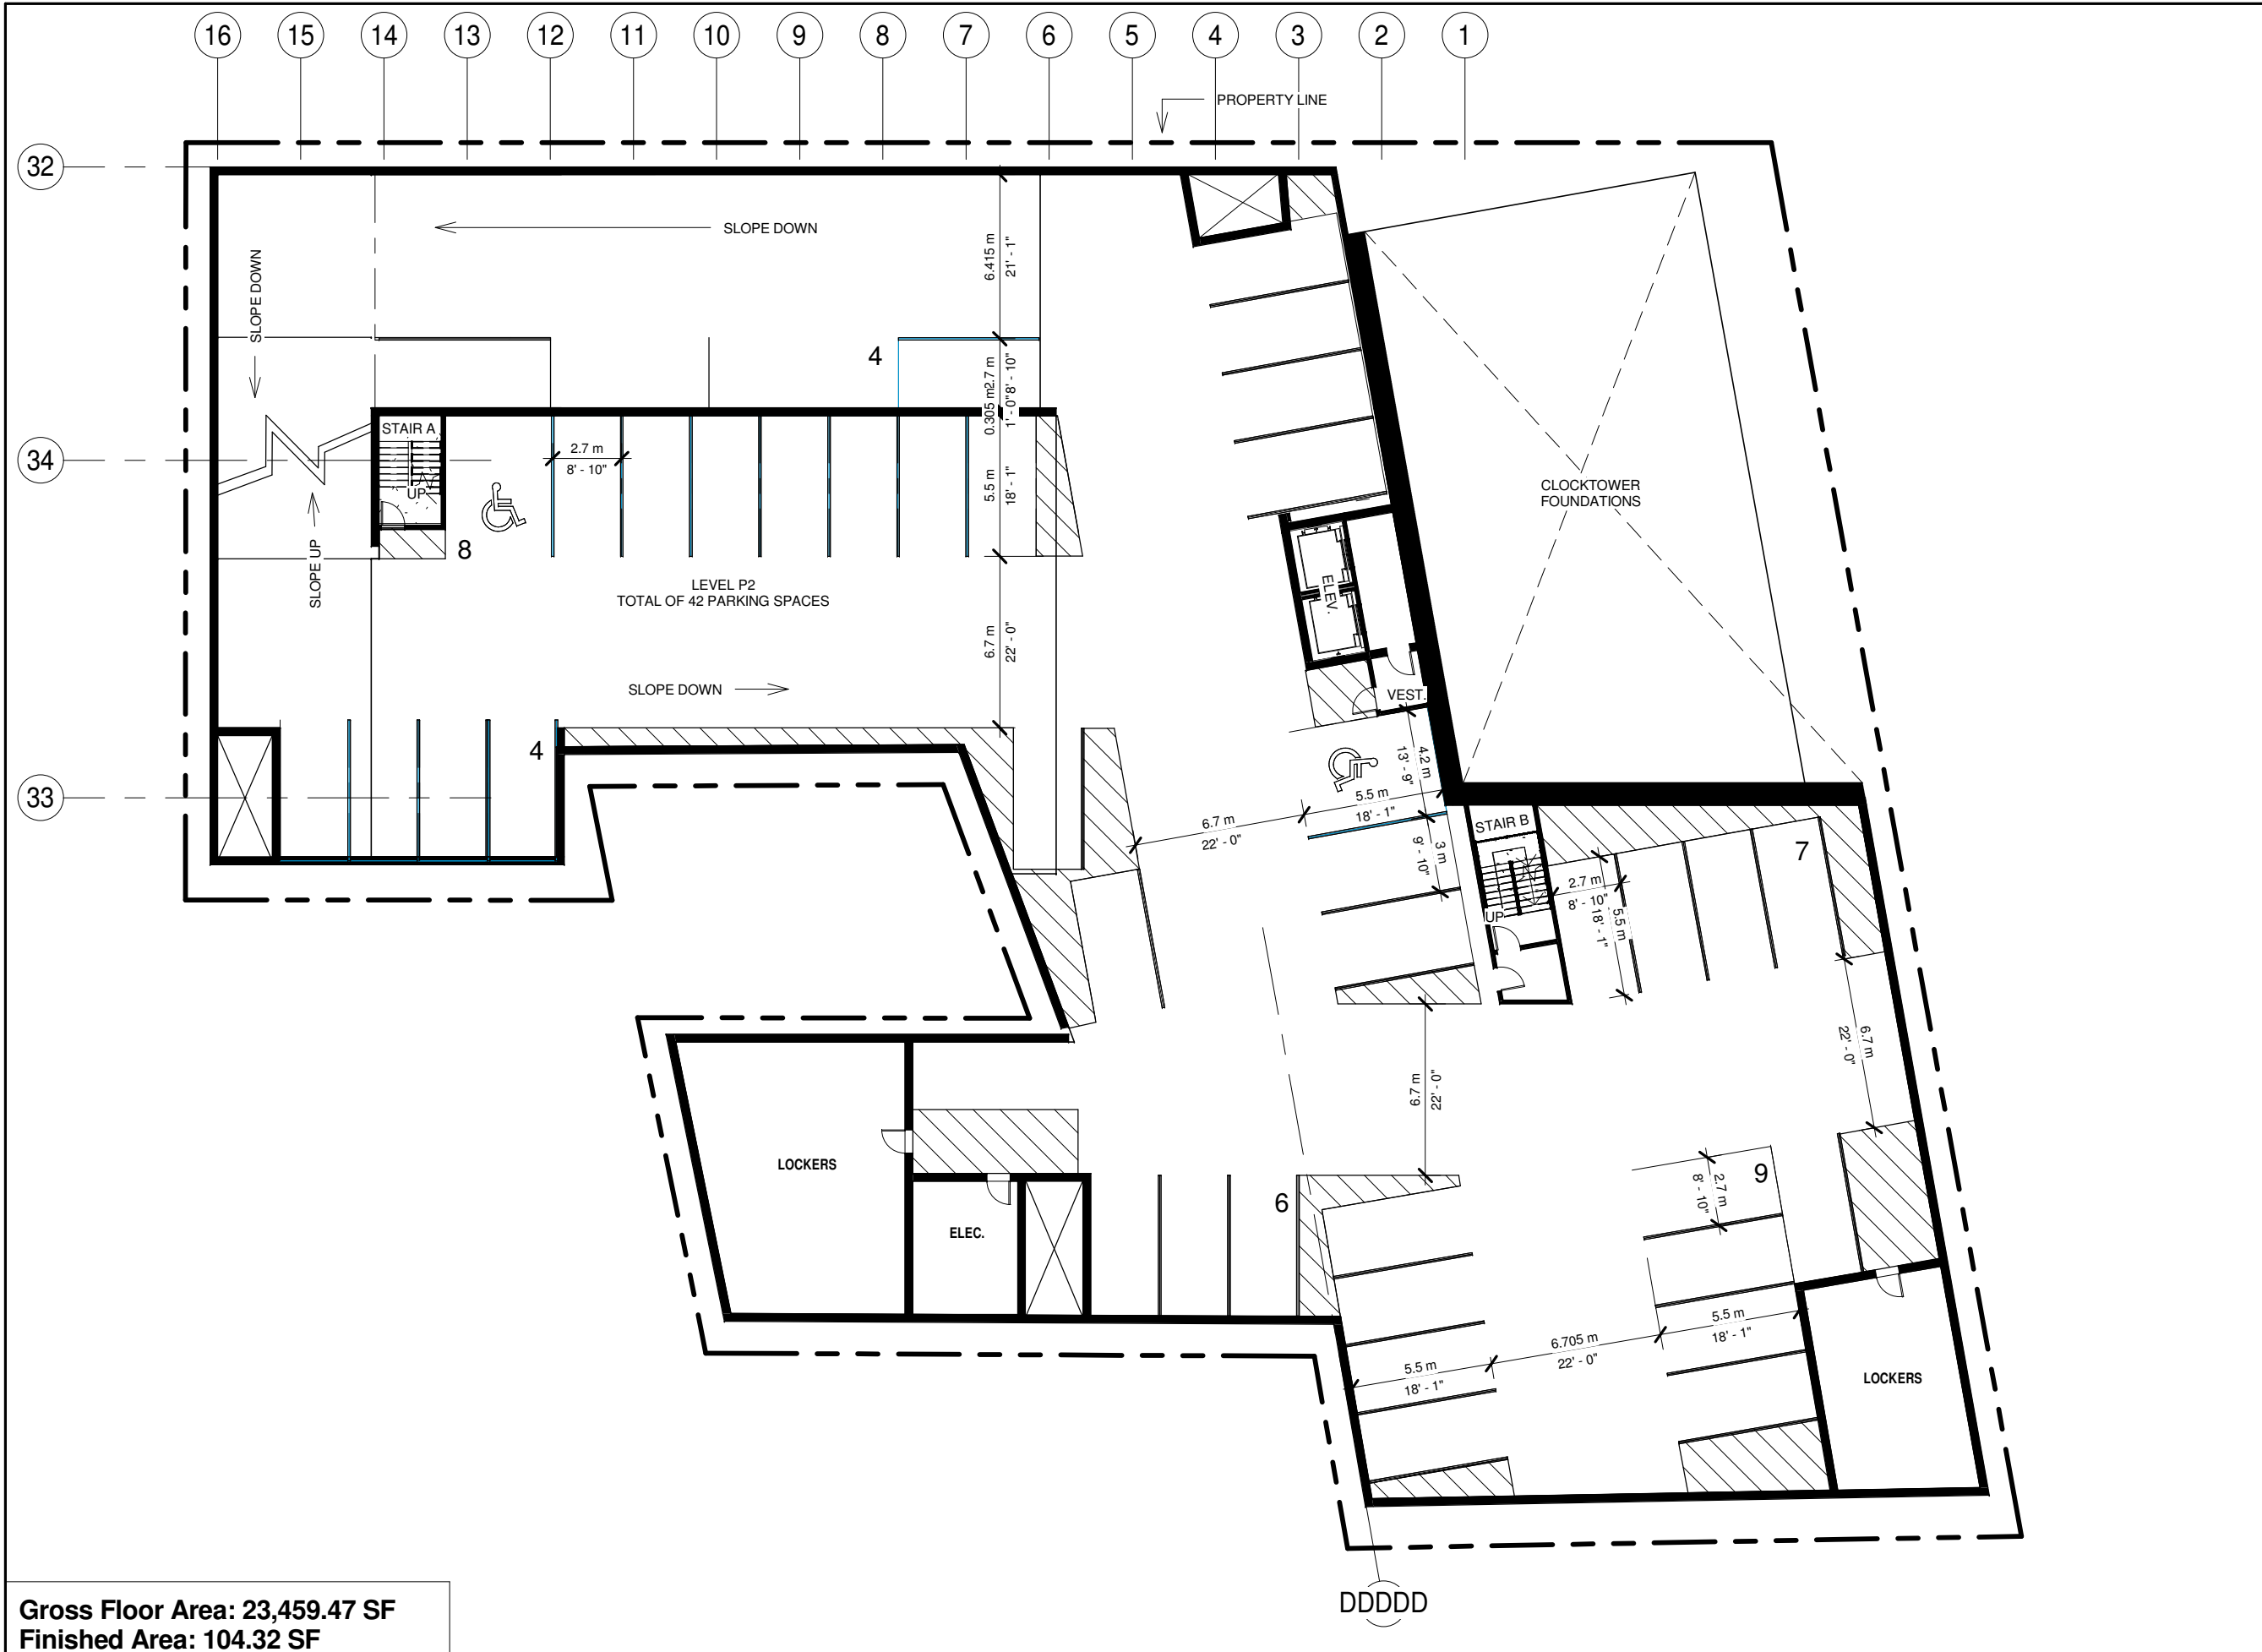 16
15
14
13
12
11
10
9
8
7
6
5
4
3
2
1
PROPERTY LINE
32
34
33
SLOPE DOWN
SLOPE DOWN
6.415 m
21' - 1"
4
2.7 m
8' - 10"
0.305 m
1' - 0"
STAIR A
UP
2.7 m
8' - 10"
5.5 m
18' - 1"
8
SLOPE UP
LEVEL P2
TOTAL OF 42 PARKING SPACES
6.7 m
22' - 0"
SLOPE DOWN
4
CLOCKTOWER
FOUNDATIONS
ELEV.
VEST.
4.2 m
13' - 9"
5.5 m
18' - 1"
6.7 m
22' - 0"
3 m
9' - 10"
STAIR B
UP
7
2.7 m
8' - 10"
5.5 m
18' - 1"
6.7 m
22' - 0"
6.7 m
22' - 0"
LOCKERS
ELEC.
6
9
2.7 m
8' - 10"
5.5 m
18' - 1"
6.705 m
22' - 0"
5.5 m
18' - 1"
LOCKERS
DDDDD
Gross Floor Area: 23,459.47 SF
Finished Area: 104.32 SF